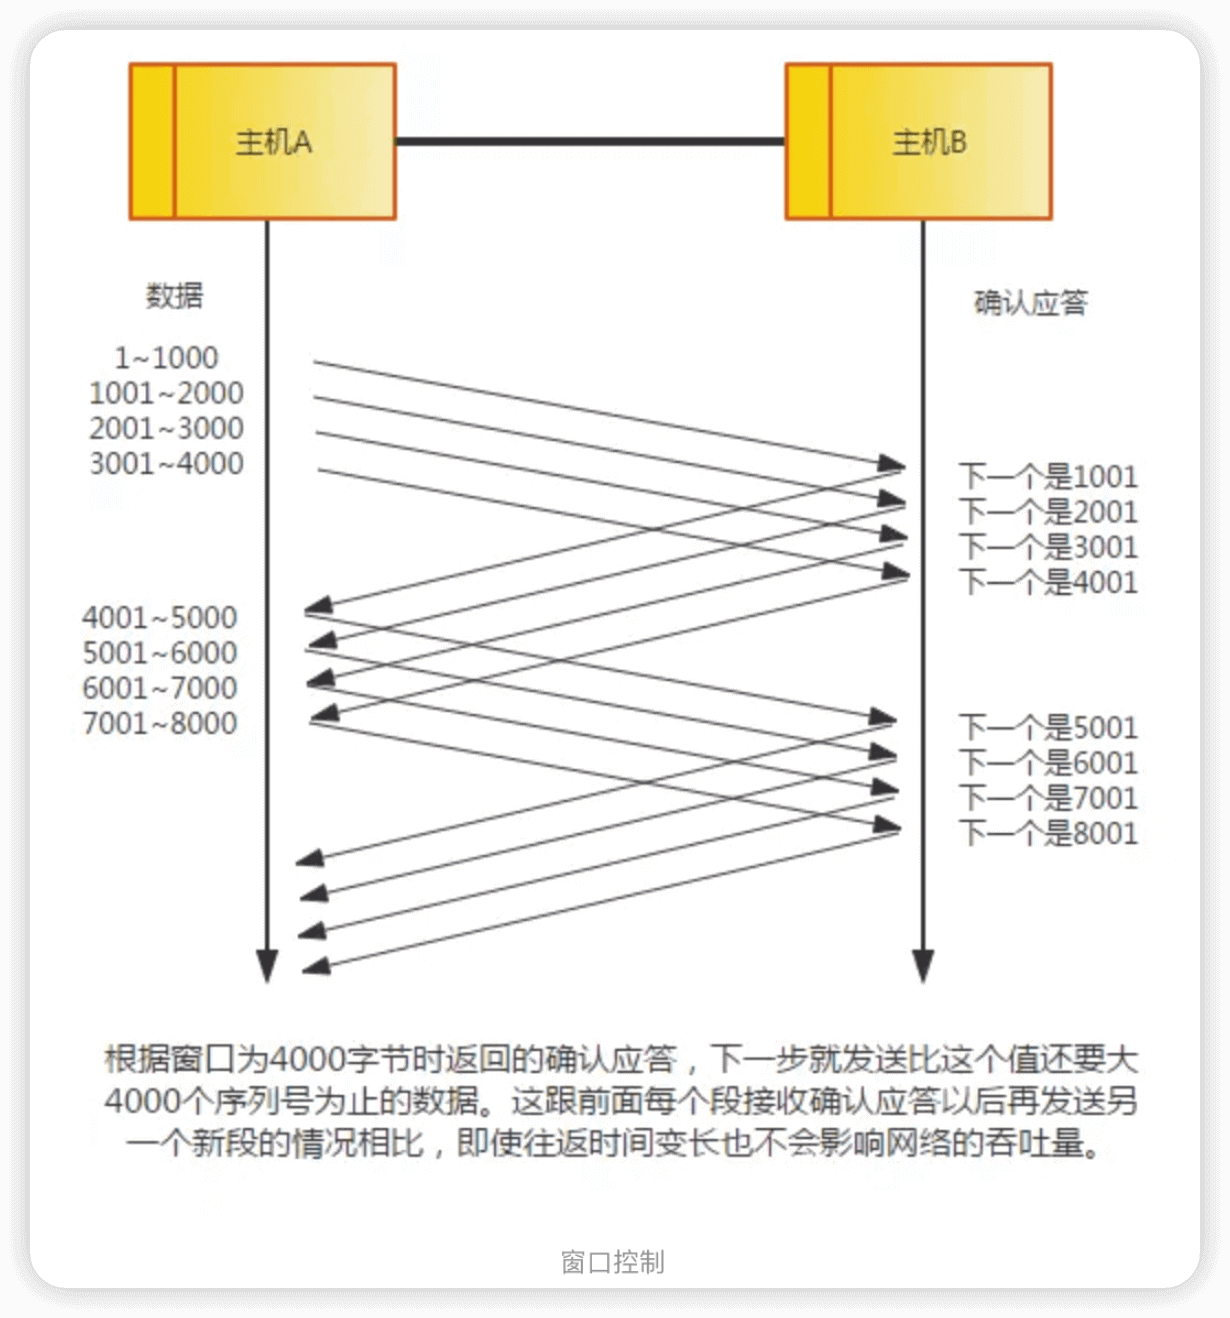 主机A
主机B
数据
确认应答
1~1000
1001~2000
2001~3000
3001~4000
下一个是1001
下一个是2001
下一个是3001
下一个是4001
4001~5000
5001~6000
6001~7000
7001~8000
下一个是5001
下一个是6001
下一个是7001
下一个是8001
根据窗口为4000字节时返回的确认应答，下一步就发送比这个值还要大
4000个序列号为止的数据。这跟前面每个段接收确认应答以后再发送另
一个新段的情况相比，即使往返时间变长也不会影响网络的吞吐量。
窗口控制